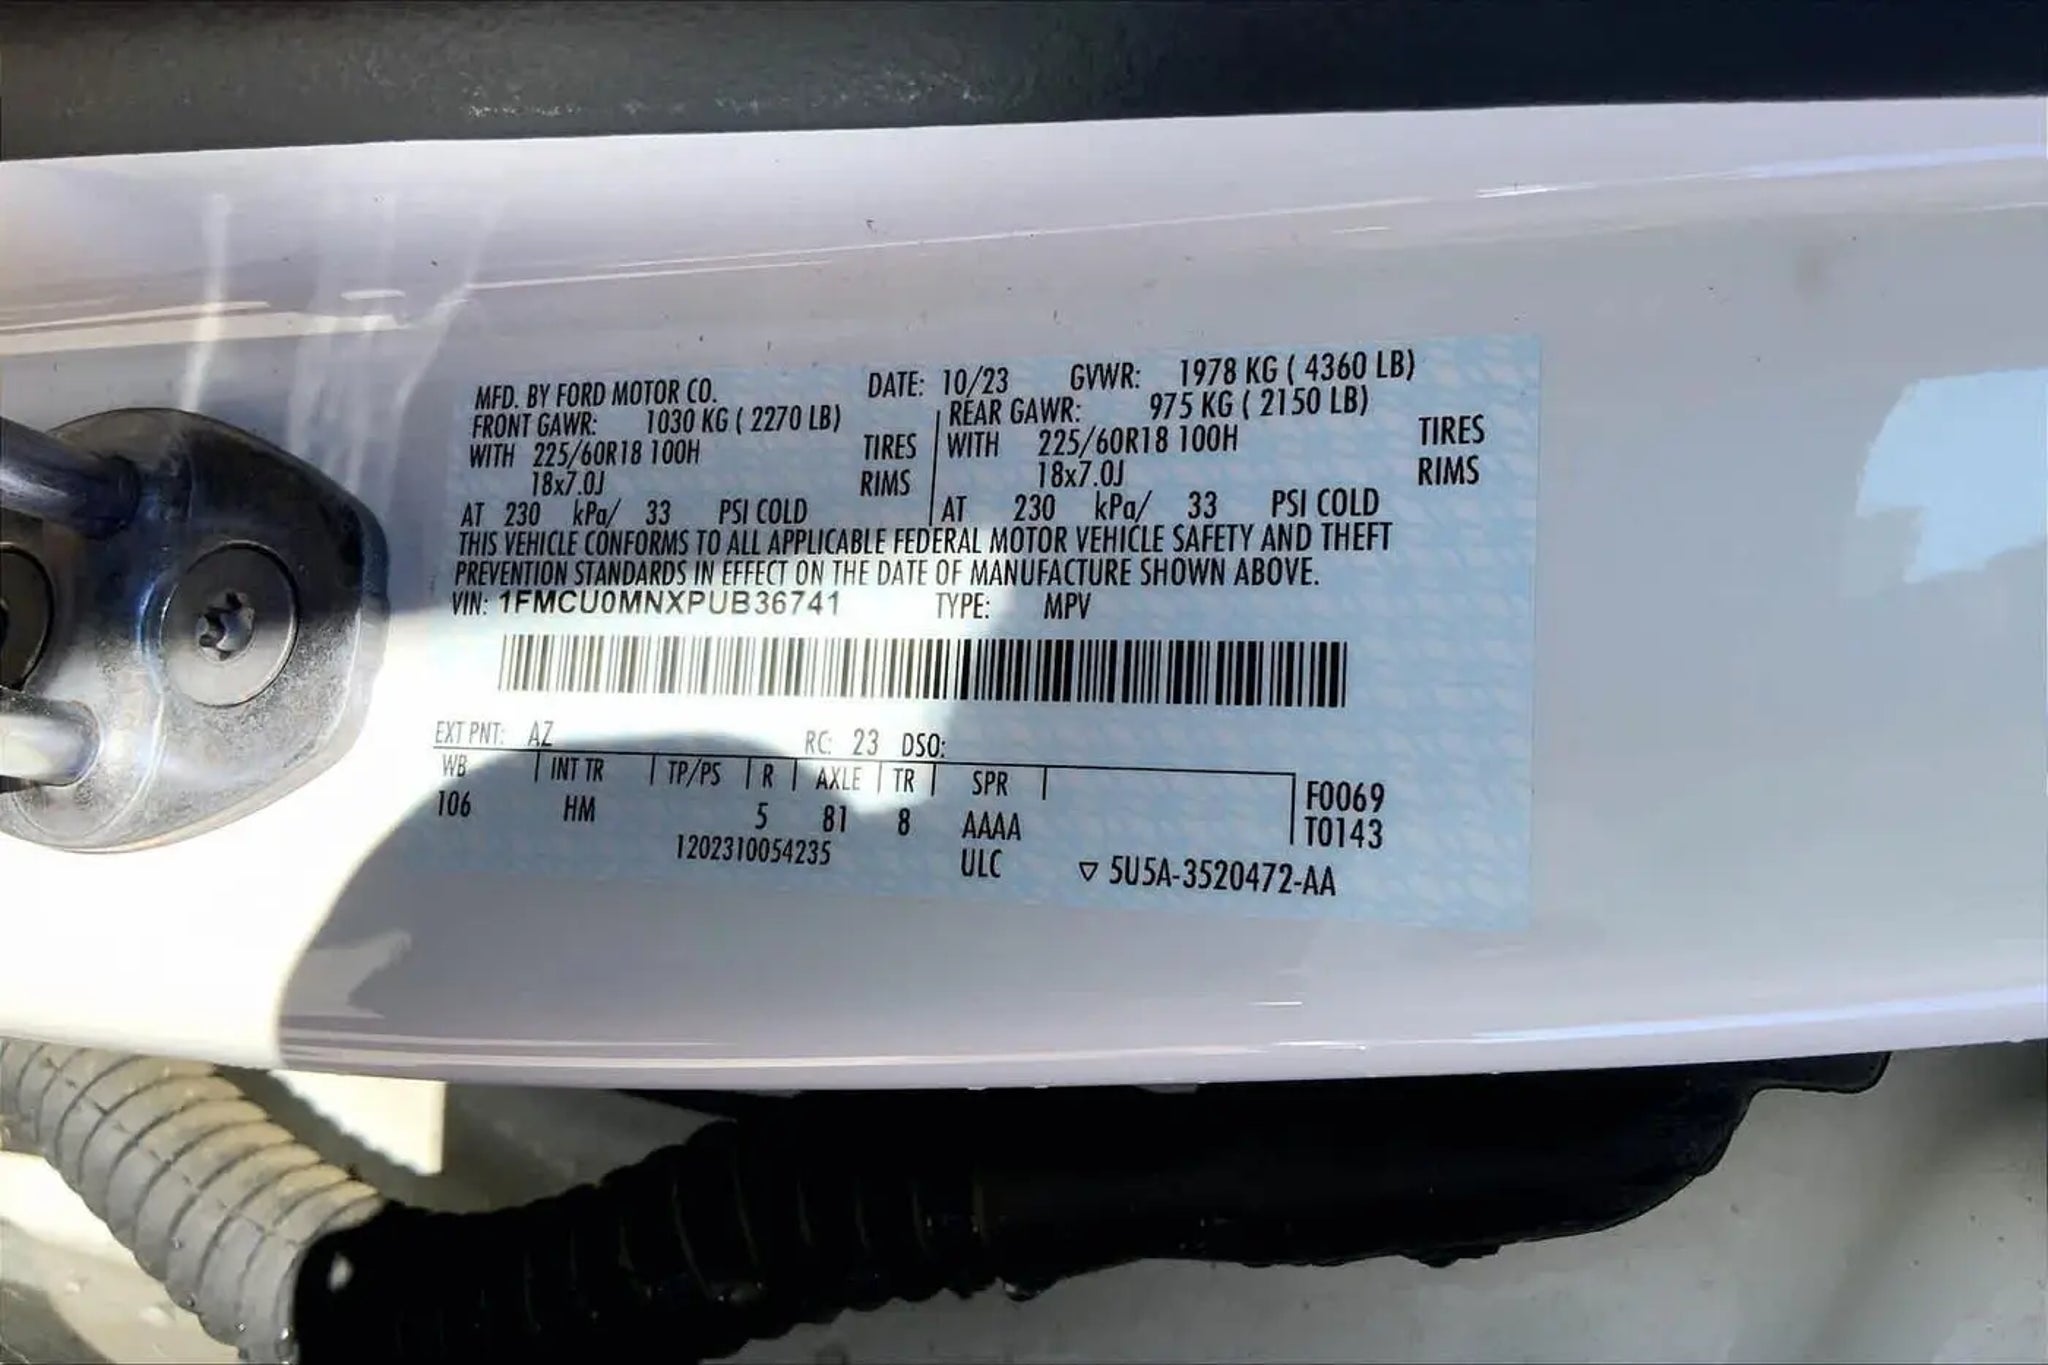 MFD. BY FORD MOTOR CO. DATE: 10/23 GVWR: 1978 KG ( 4360 LB)
FRONT GAWR: 1030 KG ( 2270 LB) REAR GAWR: 975 KG ( 2150 LB)
WITH 225/60R18 100H TIRES WITH 225/60R18 100H TIRES
18x7.0J RIMS 18x7.0J RIMS
AT 230 kPa/ 33 PSI COLD AT 230 kPa/ 33 PSI COLD
THIS VEHICLE CONFORMS TO ALL APPLICABLE FEDERAL MOTOR VEHICLE SAFETY AND THEFT
PREVENTION STANDARDS IN EFFECT ON THE DATE OF MANUFACTURE SHOWN ABOVE.
VIN: 1FMCU0MNXPUB36741 TYPE: MPV
EXT PNT: AZ RC: 23 DSO:
WB INT TR TP/PS R AXLE TR SPR F0069
106 HM 5 81 8 AAAA T0143
1202310054235 ULC ▽ 5U5A-3520472-AA